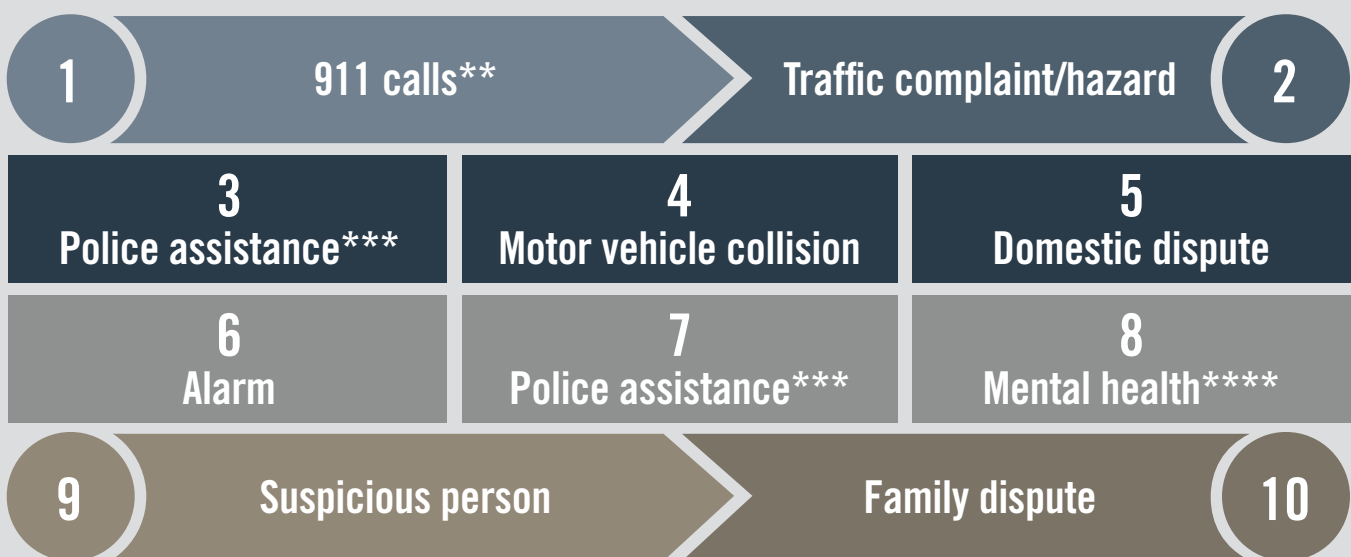 1
911 calls**
Traffic complaint/hazard
2
3
Police assistance***
4
Motor vehicle collision
5
Domestic dispute
6
Alarm
7
Police assistance***
8
Mental health****
9
Suspicious person
Family dispute
10